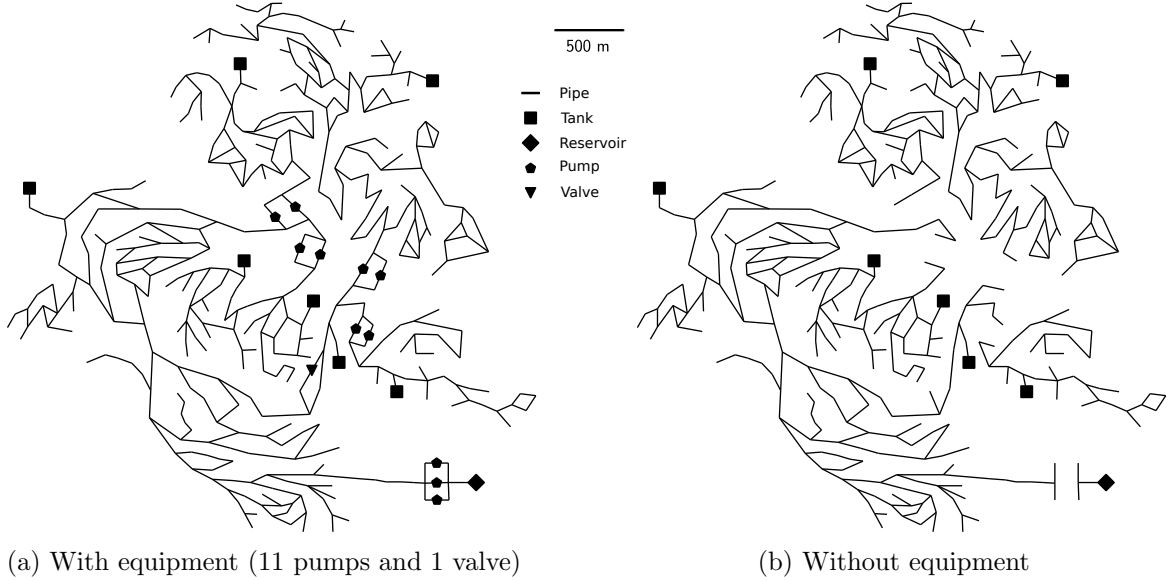 500 m
Pipe
Tank
Reservoir
Pump
Valve
(a) With equipment (11 pumps and 1 valve)
(b) Without equipment